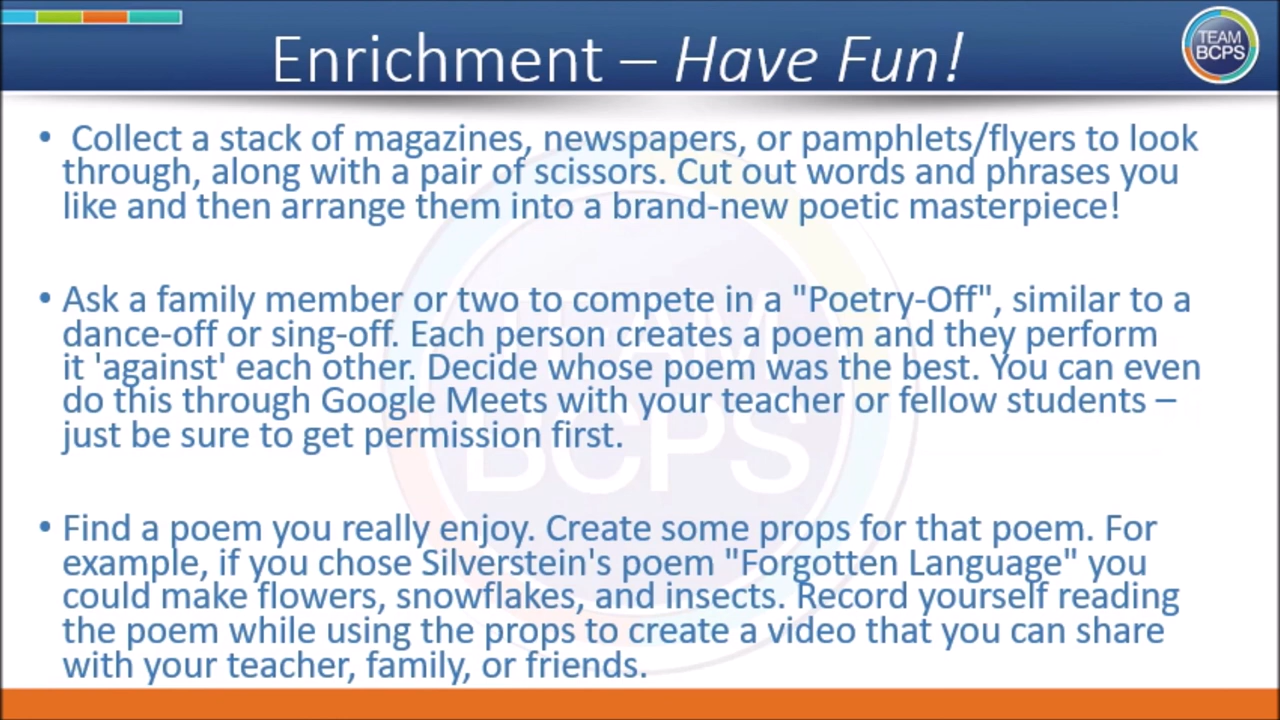 Enrichment – Have Fun!
TEAM
BCPS
• Collect a stack of magazines, newspapers, or pamphlets/flyers to look
through, along with a pair of scissors. Cut out words and phrases you
like and then arrange them into a brand-new poetic masterpiece!
• Ask a family member or two to compete in a "Poetry-Off", similar to a
dance-off or sing-off. Each person creates a poem and they perform
it 'against' each other. Decide whose poem was the best. You can even
do this through Google Meets with your teacher or fellow students –
just be sure to get permission first.
• Find a poem you really enjoy. Create some props for that poem. For
example, if you chose Silverstein's poem "Forgotten Language" you
could make flowers, snowflakes, and insects. Record yourself reading
the poem while using the props to create a video that you can share
with your teacher, family, or friends.
TEAM
BCPS